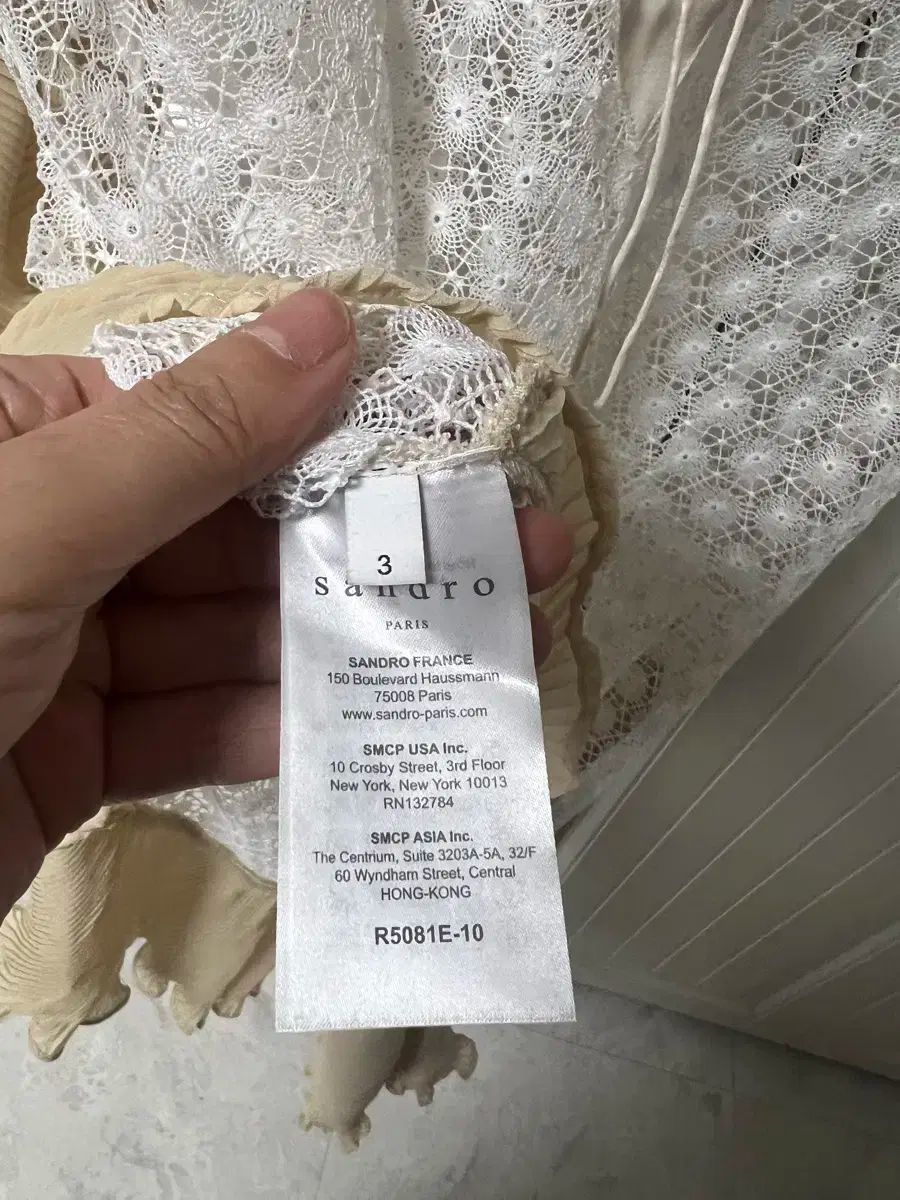 3
sandro
PARIS
SANDRO FRANCE
150 Boulevard Haussmann
75008 Paris
www.sandro-paris.com
SMCP USA Inc.
10 Crosby Street, 3rd Floor
New York, New York 10013
RN132784
SMCP ASIA Inc.
The Centrium, Suite 3203A-5A, 32/F
60 Wyndham Street, Central
HONG-KONG
R5081E-10